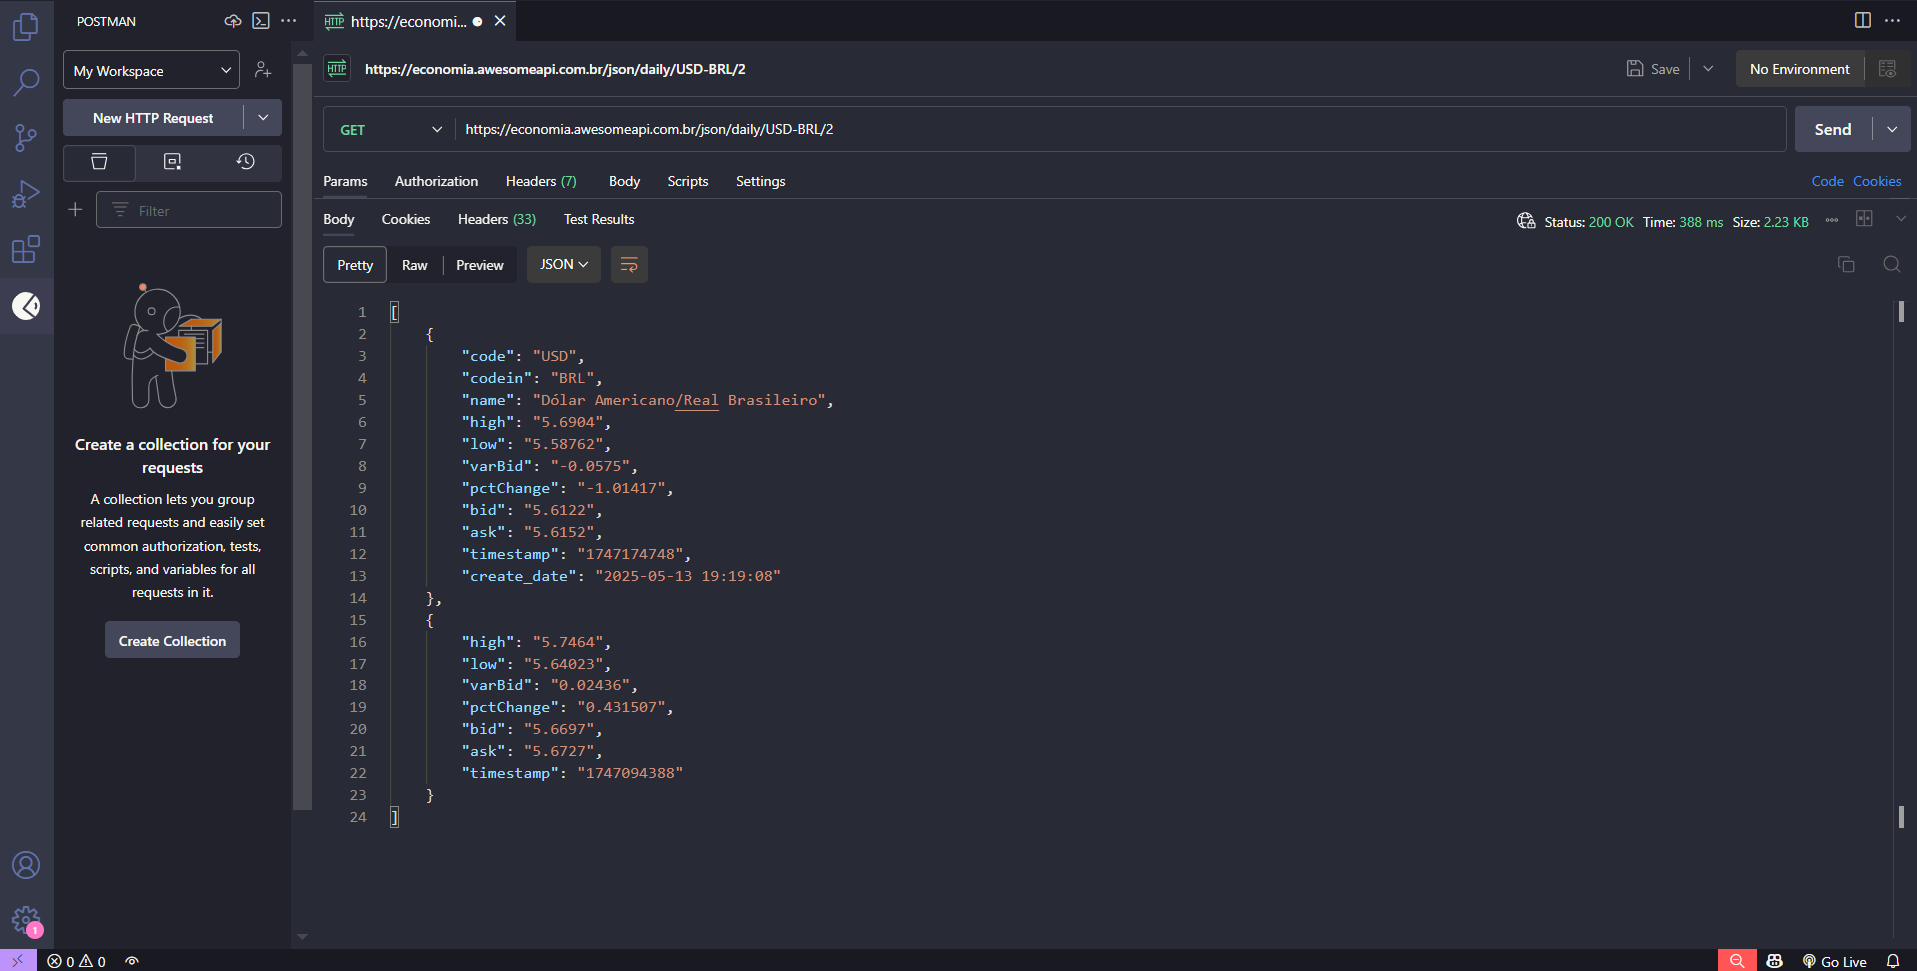 POSTMAN
https://economi...
My Workspace
https://economia.awesomeapi.com.br/json/daily/USD-BRL/2
Save
No Environment
New HTTP Request
GET
https://economia.awesomeapi.com.br/json/daily/USD-BRL/2
Send
Params Authorization Headers (7) Body Scripts Settings
Code Cookies
Filter
Body Cookies Headers (33) Test Results
Status: 200 OK Time: 388 ms Size: 2.23 KB
Pretty Raw Preview JSON
Create a collection for your
requests
A collection lets you group
related requests and easily set
common authorization, tests,
scripts, and variables for all
requests in it.
Create Collection
1 [
2 {
3 "code": "USD",
4 "codein": "BRL",
5 "name": "Dólar Americano/Real Brasileiro",
6 "high": "5.6904",
7 "low": "5.58762",
8 "varBid": "-0.0575",
9 "pctChange": "-1.01417",
10 "bid": "5.6122",
11 "ask": "5.6152",
12 "timestamp": "1747174748",
13 "create_date": "2025-05-13 19:19:08"
14 },
15 {
16 "high": "5.7464",
17 "low": "5.64023",
18 "varBid": "0.02436",
19 "pctChange": "0.431507",
20 "bid": "5.6697",
21 "ask": "5.6727",
22 "timestamp": "1747094388"
23 }
24 ]
1
0 0
Go Live